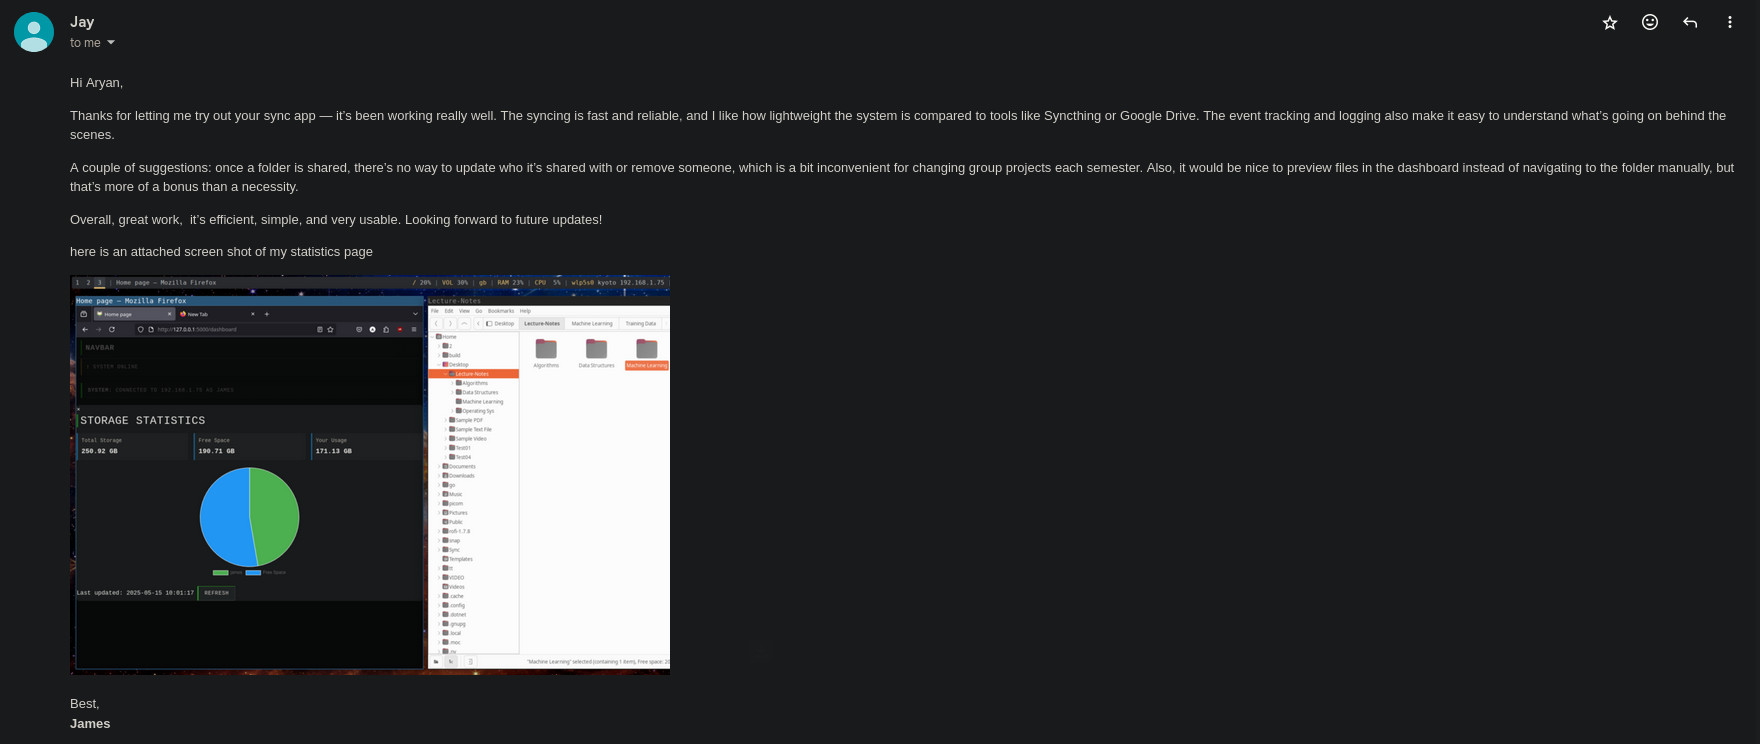 Jay
to me
Hi Aryan,
Thanks for letting me try out your sync app — it’s been working really well. The syncing is fast and reliable, and I like how lightweight the system is compared to tools like Syncthing or Google Drive. The event tracking and logging also make it easy to understand what’s going on behind the
scenes.
A couple of suggestions: once a folder is shared, there’s no way to update who it’s shared with or remove someone, which is a bit inconvenient for changing group projects each semester. Also, it would be nice to preview files in the dashboard instead of navigating to the folder manually, but
that’s more of a bonus than a necessity.
Overall, great work,  it’s efficient, simple, and very usable. Looking forward to future updates!
here is an attached screen shot of my statistics page
1 2 3 | Home page — Mozilla Firefox
/ 20% | VOL 30% | gb | RAM 23% | CPU 5% | wlp5s0 kyoto 192.168.1.75
Home page — Mozilla Firefox
Home page
New Tab
http://127.0.0.1:5000/dashboard
NAVBAR
SYSTEM ONLINE
SYSTEM: CONNECTED TO 192.168.1.70 AS JAMES
STORAGE STATISTICS
Total Storage
250.92 GB
Free Space
190.71 GB
Your Usage
171.13 GB
Free Space
Last updated: 2025-05-15 10:01:17
REFRESH
Lecture-Notes
File Edit View Go Bookmarks Help
Desktop
Lecture-Notes
Machine Learning
Training Data
Home
2
build
Desktop
Lecture-Notes
Algorithms
Data Structures
Machine Learning
Operating Sys
Sample PDF
Sample Text File
Sample Video
Test01
Test04
Documents
Downloads
go
Music
picom
Pictures
Public
rofi-1.7.8
snap
Sync
Templates
tt
VIDEO
Videos
.cache
.config
.dotnet
.gnupg
.local
.moc
Algorithms
Data Structures
Machine Learning
"Machine Learning" selected (containing 1 item), Free space: 20
Best,
James